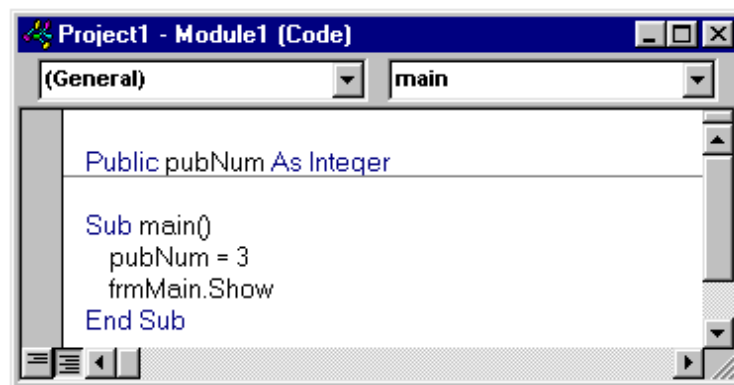 Project1 - Module1 (Code)
(General) main
Public pubNum As Integer
Sub main()
pubNum = 3
frmMain.Show
End Sub